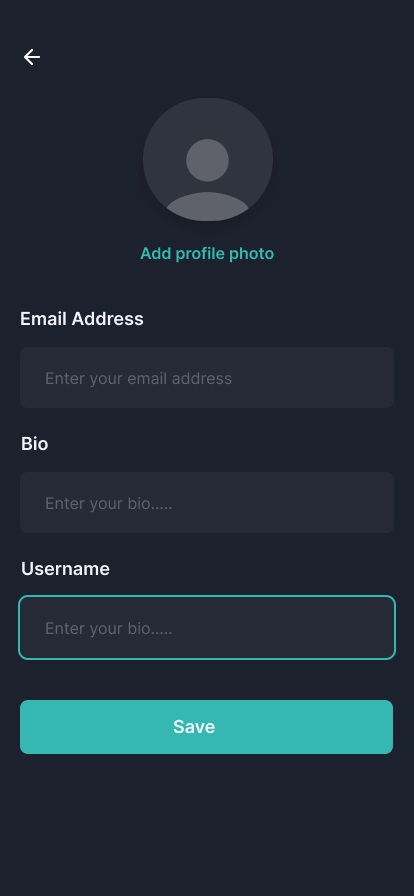 Add profile photo
Email Address
Enter your email address
Bio
Enter your bio.....
Username
Enter your bio.....
Save